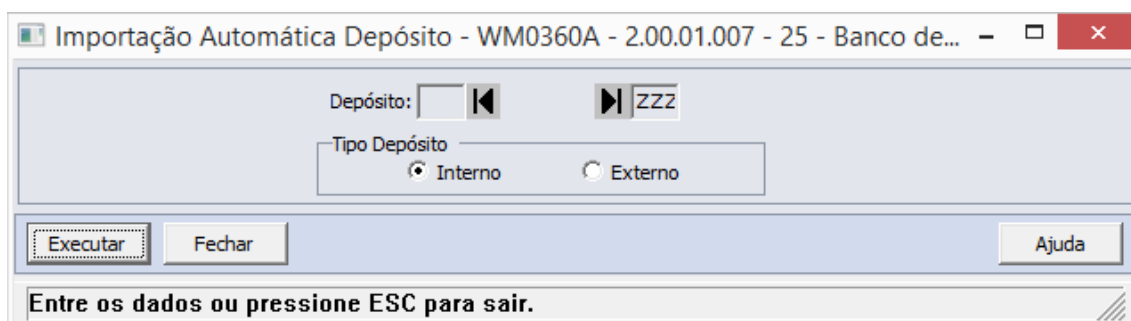 Importação Automática Depósito - WM0360A - 2.00.01.007 - 25 - Banco de...
Depósito: ZZZ
Tipo Depósito
Interno Externo
Executar Fechar Ajuda
Entre os dados ou pressione ESC para sair.